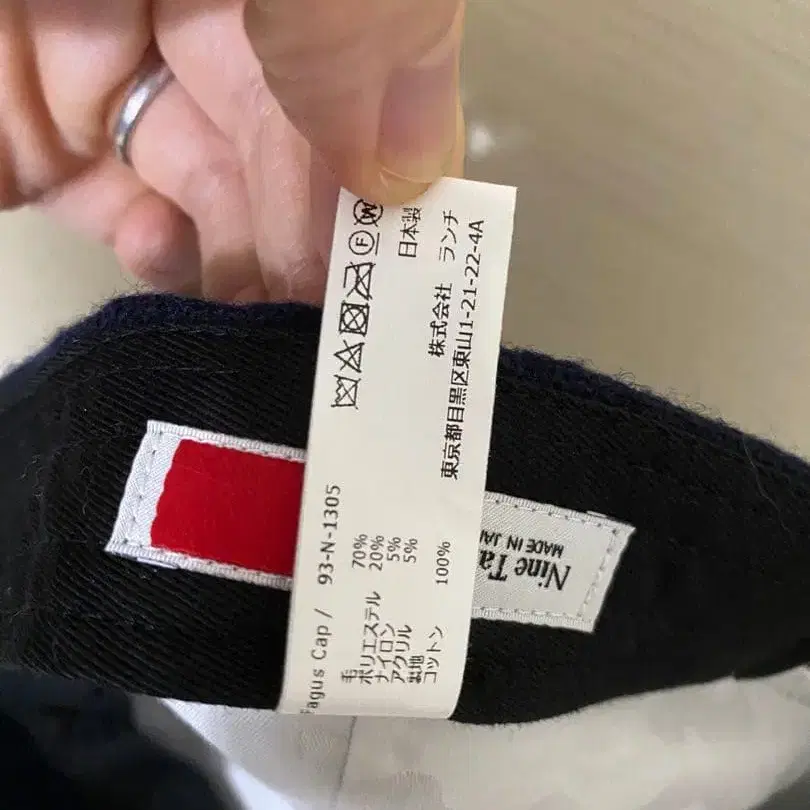 Fagus Cap / 93-N-1305
毛 70%
ポリエステル 20%
ナイロン 5%
アクリル 5%
裏地
コットン 100%
日本製
株式会社 ランチ
東京都目黒区東山1-21-22-4A
F
W
Nine Ta
MADE IN JA